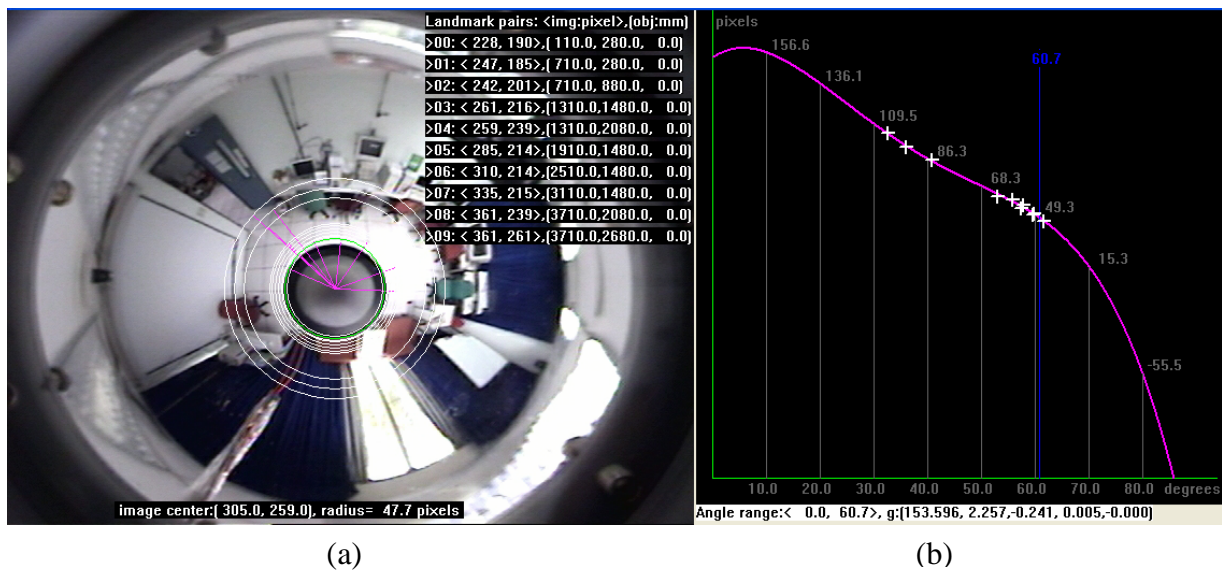 Landmark pairs: <img:pixel>,(obj:mm)
>00: < 228, 190>,( 110.0, 280.0, 0.0)
>01: < 247, 185>,( 710.0, 280.0, 0.0)
>02: < 242, 201>,( 710.0, 880.0, 0.0)
>03: < 261, 216>,(1310.0,1480.0, 0.0)
>04: < 259, 239>,(1310.0,2080.0, 0.0)
>05: < 285, 214>,(1910.0,1480.0, 0.0)
>06: < 310, 214>,(2510.0,1480.0, 0.0)
>07: < 335, 215>,(3110.0,1480.0, 0.0)
>08: < 361, 239>,(3710.0,2080.0, 0.0)
>09: < 361, 261>,(3710.0,2680.0, 0.0)
image center:( 305.0, 259.0), radius= 47.7 pixels
(a)
pixels
156.6
60.7
136.1
109.5
86.3
68.3
49.3
15.3
-55.5
10.0 20.0 30.0 40.0 50.0 60.0 70.0 80.0 degrees
Angle range:< 0.0, 60.7>, g:(153.596, 2.257,-0.241, 0.005,-0.000)
(b)